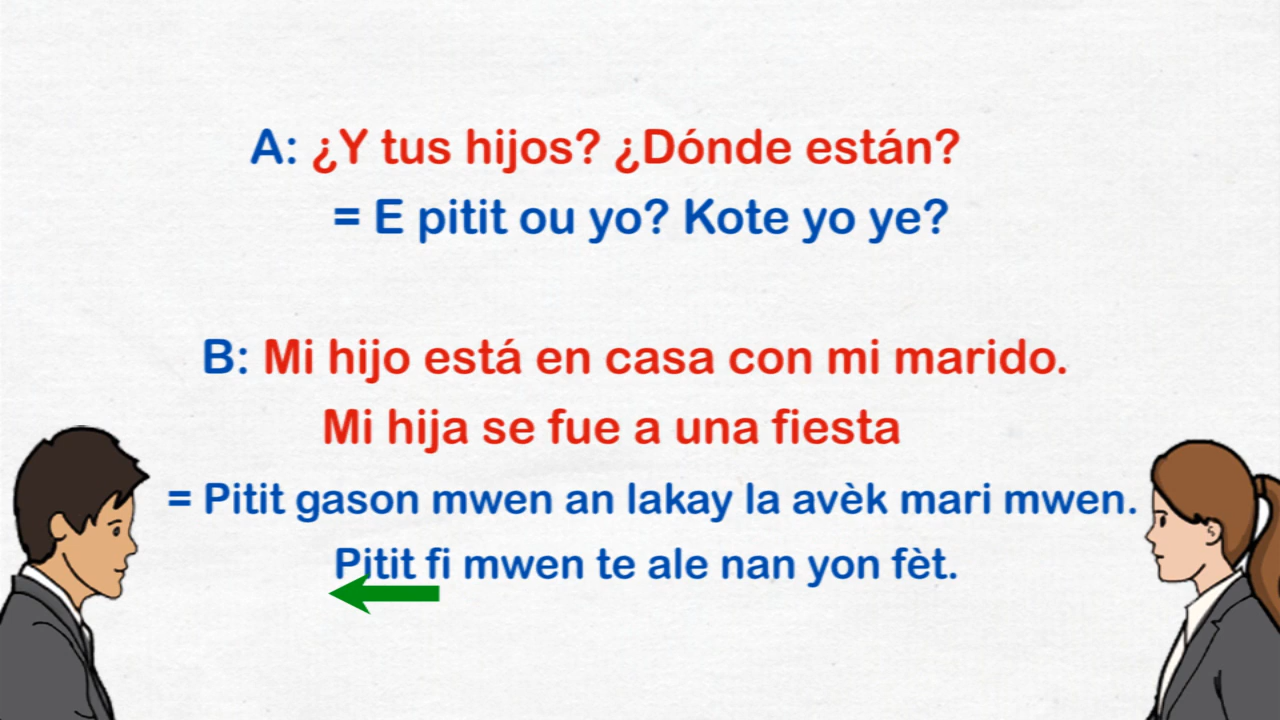 A: ¿Y tus hijos? ¿Dónde están?
= E pitit ou yo? Kote yo ye?
B: Mi hijo está en casa con mi marido.
Mi hija se fue a una fiesta
= Pitit gason mwen an lakay la avèk mari mwen.
Pitit fi mwen te ale nan yon fèt.